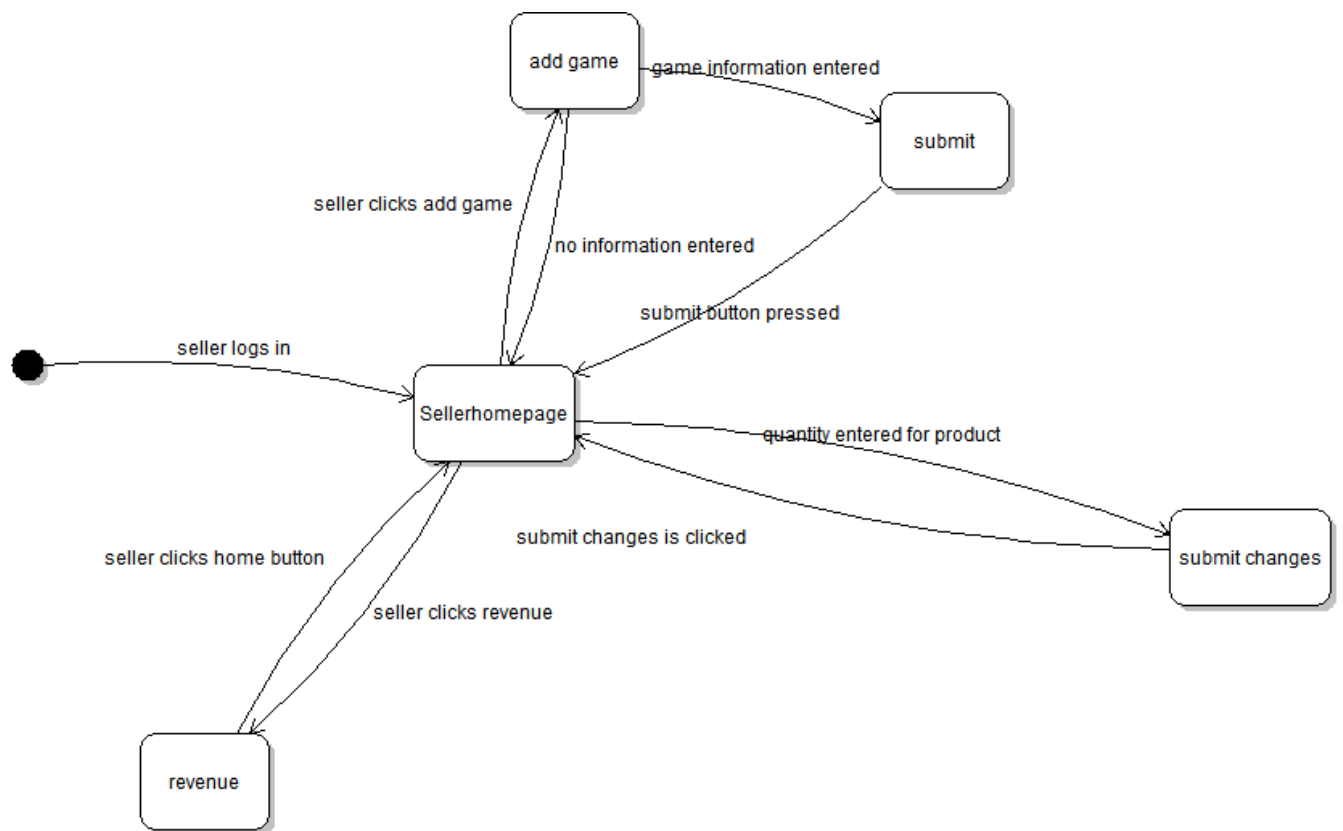 add game
game information entered
submit
seller clicks add game
no information entered
submit button pressed
seller logs in
Sellerhomepage
quantity entered for product
submit changes is clicked
submit changes
seller clicks home button
seller clicks revenue
revenue